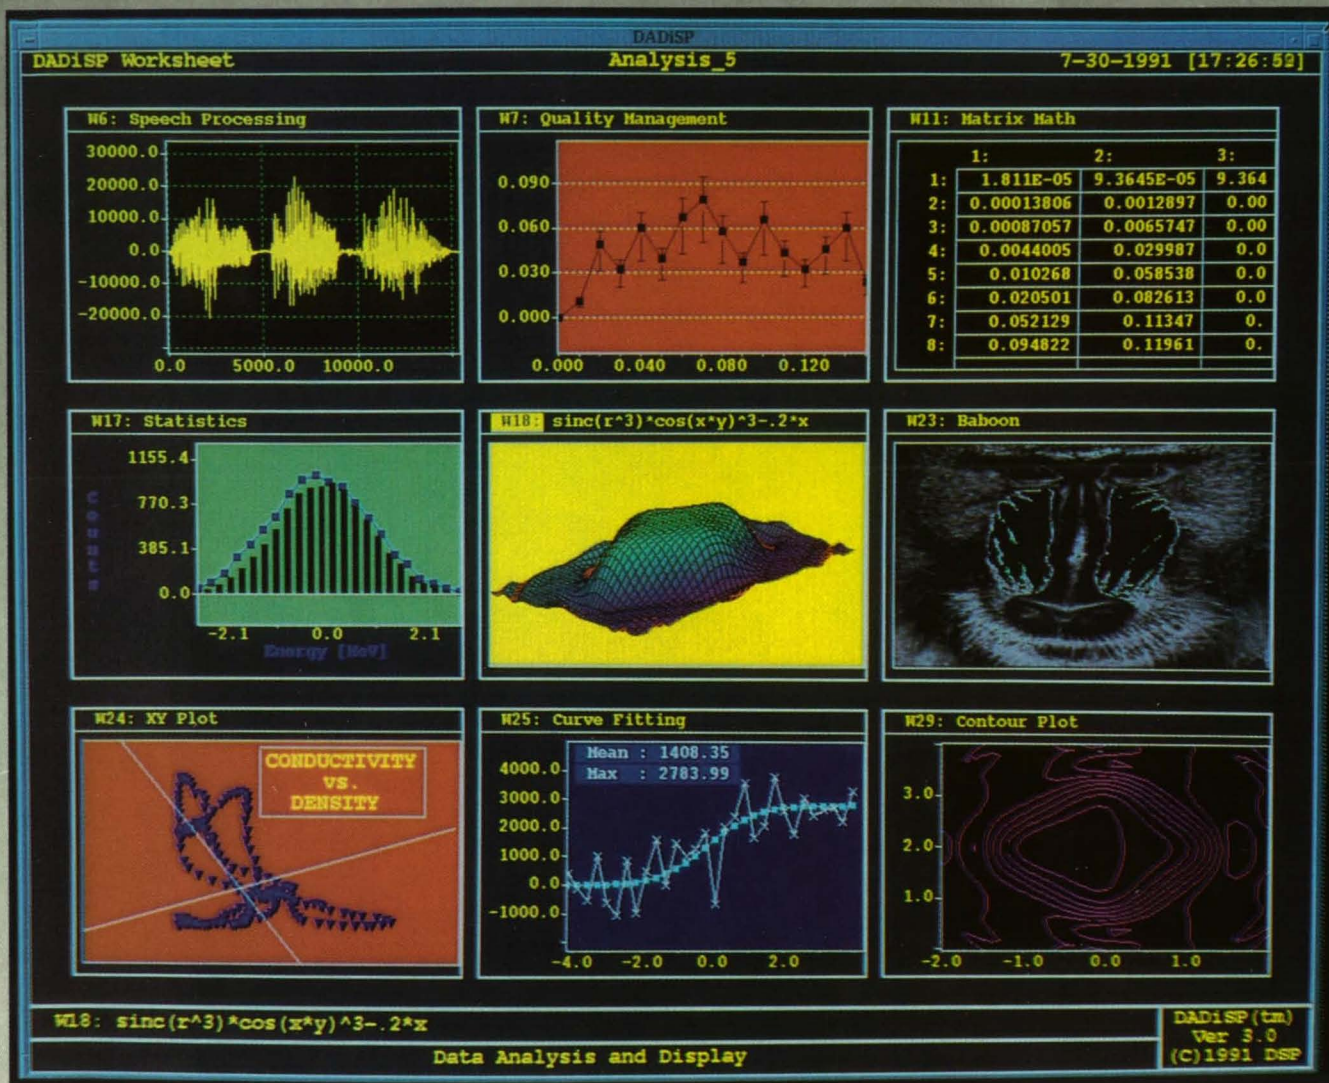 DADiSP
DADiSP Worksheet Analysis_5 7-30-1991 [17:26:59]
W6: Speech Processing
30000.0
20000.0
10000.0
0.0
-10000.0
-20000.0
0.0 5000.0 10000.0
W7: Quality Management
0.090
0.060
0.030
0.000
0.000 0.040 0.080 0.120
W11: Matrix Math
1: 2: 3:
1: 1.811E-05 9.3645E-05 9.364
2: 0.00013806 0.0012897 0.00
3: 0.00087057 0.0065747 0.00
4: 0.0044005 0.029987 0.0
5: 0.010268 0.058538 0.0
6: 0.020501 0.082613 0.0
7: 0.052129 0.11347 0.
8: 0.094822 0.11961 0.
W17: Statistics
Counts
1155.4
770.3
385.1
0.0
-2.1 0.0 2.1
Energy [MeV]
W18: sinc(r^3)*cos(x*y)^3-.2*x
W23: Baboon
W24: XY Plot
CONDUCTIVITY
VS.
DENSITY
W25: Curve Fitting
Mean : 1408.35
Max : 2783.99
4000.0
3000.0
2000.0
1000.0
0.0
-1000.0
-4.0 -2.0 0.0 2.0
W29: Contour Plot
3.0
2.0
1.0
-2.0 -1.0 0.0 1.0
W18: sinc(r^3)*cos(x*y)^3-.2*x
Data Analysis and Display
DADiSP(tm)
Ver 3.0
(C)1991 DSP